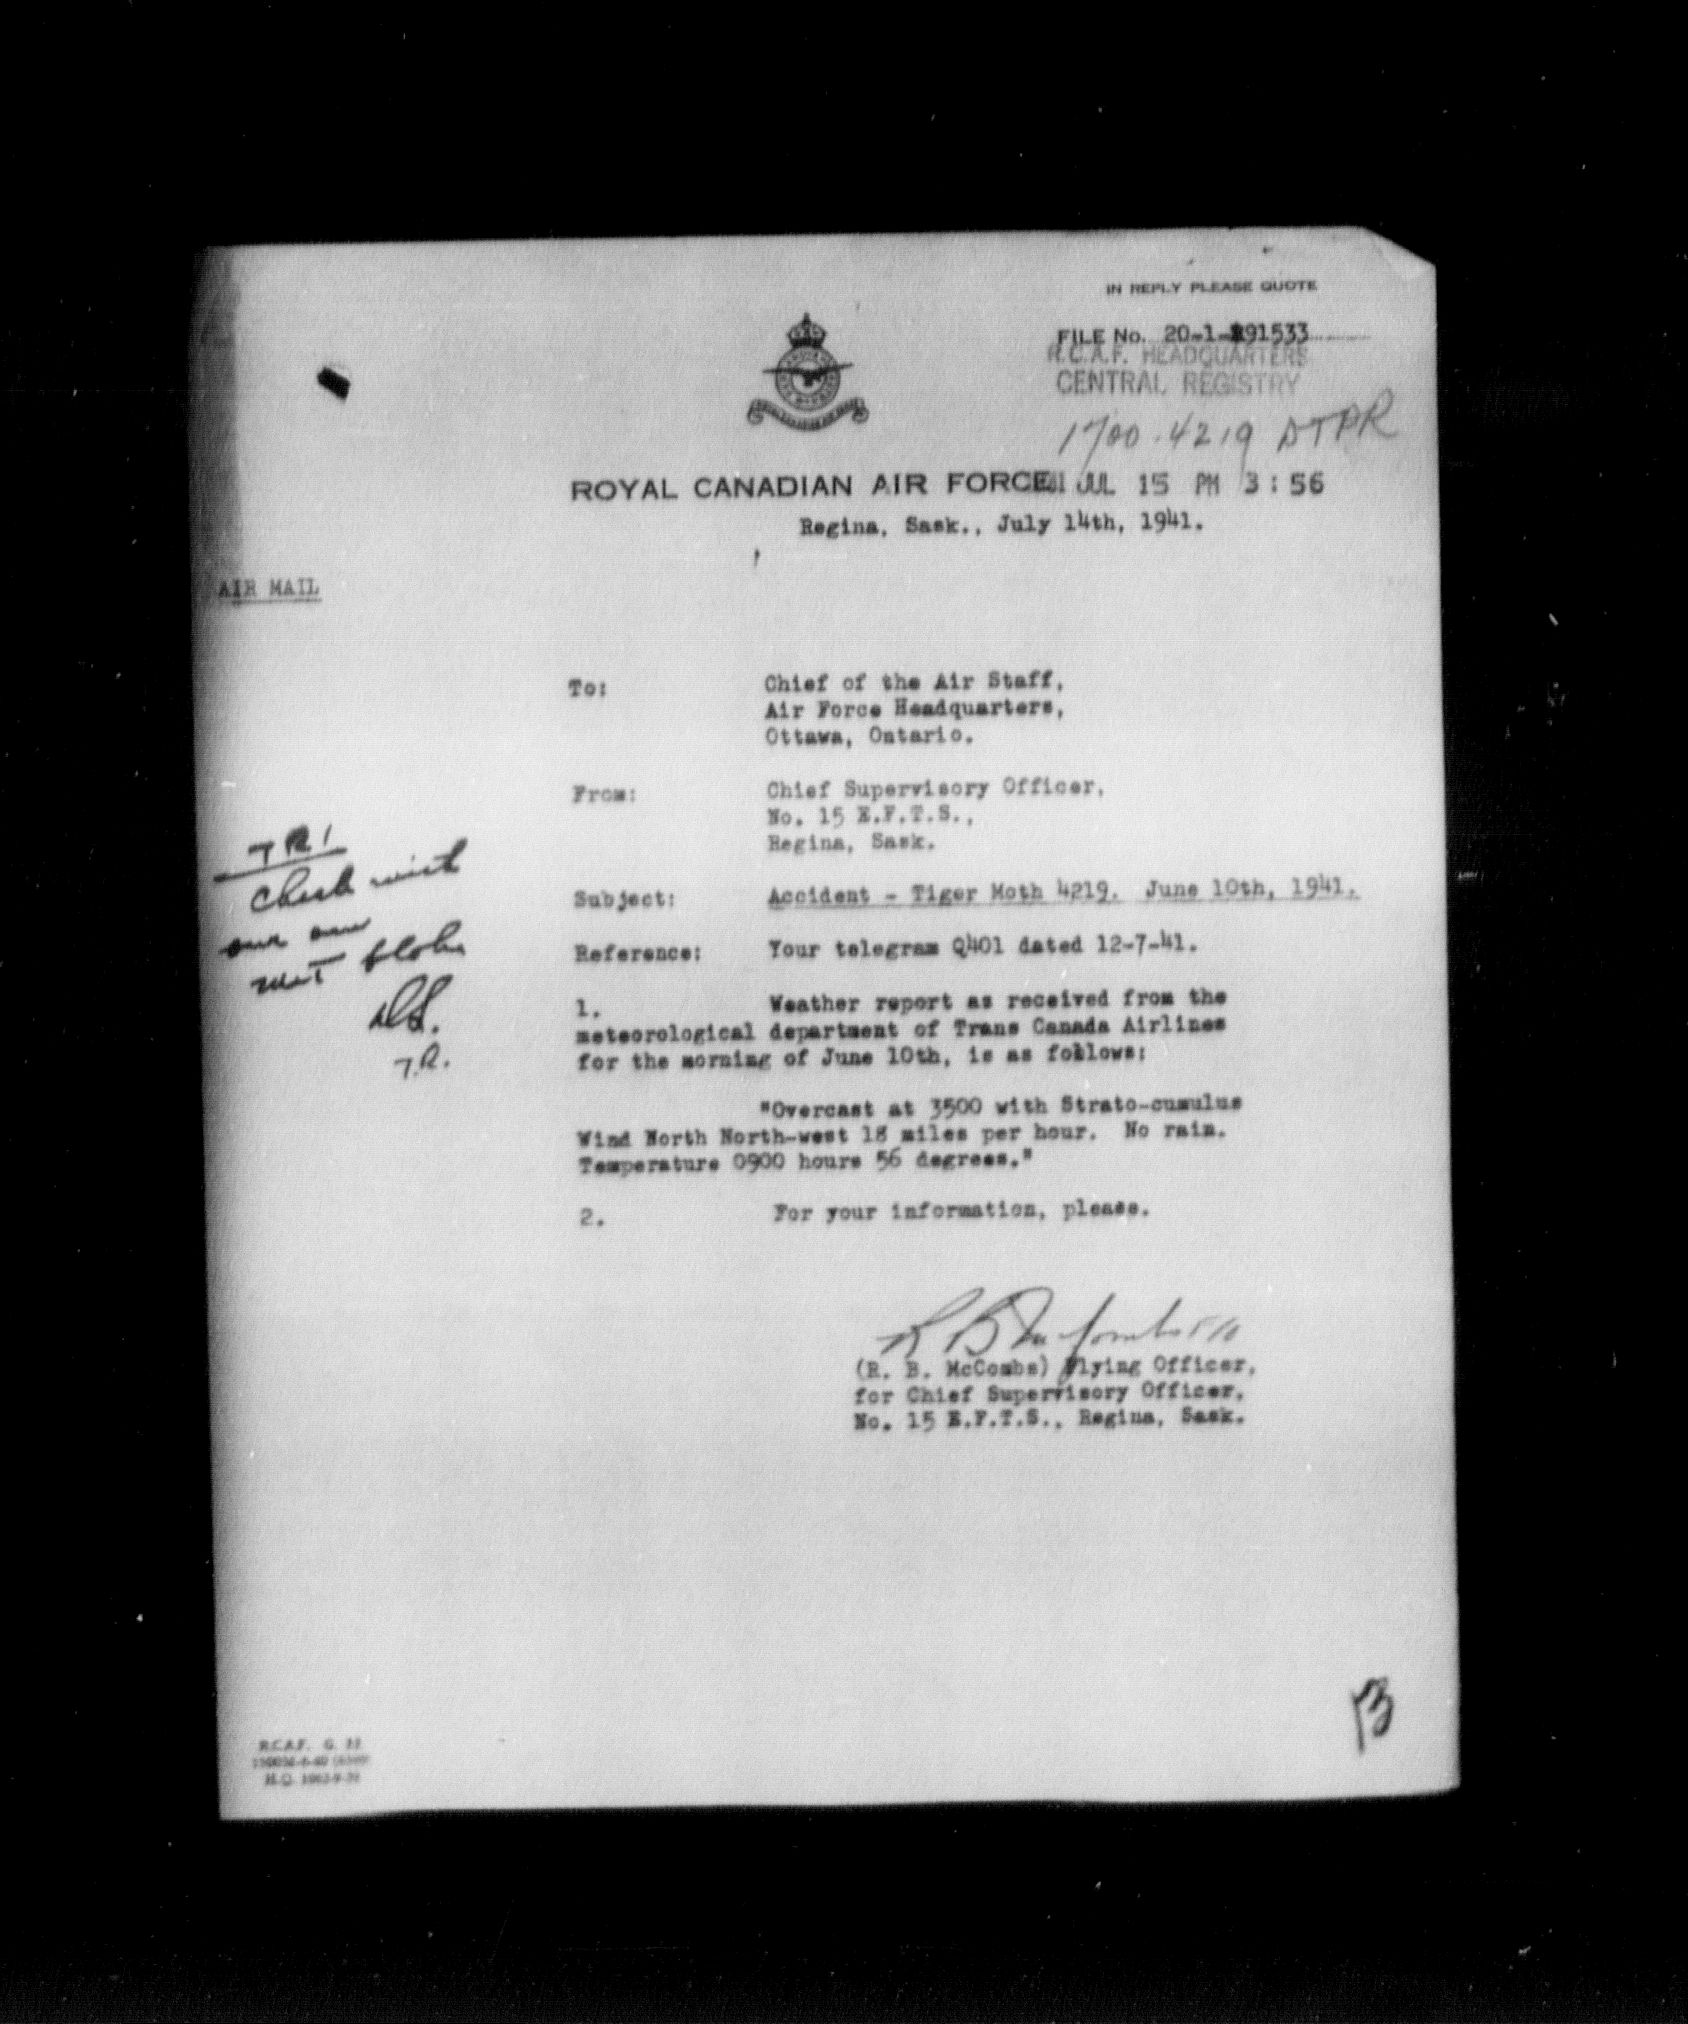 IN REPLY PLEASE QUOTE
FILE No. 20-1-R91533
R.C.A.F. HEADQUARTERS
CENTRAL REGISTRY
1700-4219 DTPR
ROYAL CANADIAN AIR FORCE
JUL 15 PM 3:56
Regina, Sask., July 14th, 1941.
AIR MAIL
To: Chief of the Air Staff,
Air Force Headquarters,
Ottawa, Ontario.
From: Chief Supervisory Officer,
No. 15 E.F.T.S.,
Regina, Sask.
TR1
Check with
our own
Met
T.R.
Subject: Accident - Tiger Moth 4219. June 10th, 1941.
Reference: Your telegram Q401 dated 12-7-41.
1. Weather report as received from the
meteorological department of Trans Canada Airlines
for the morning of June 10th, is as follows:
"Overcast at 3500 with Strato-cumulus
Wind North North-west 18 miles per hour. No rain.
Temperature 0900 hours 56 degrees."
2. For your information, please.
R B McCombs F/O
(R. B. McCombs) Flying Officer,
for Chief Supervisory Officer,
No. 15 E.F.T.S., Regina, Sask.
R.C.A.F. G.
H.Q.